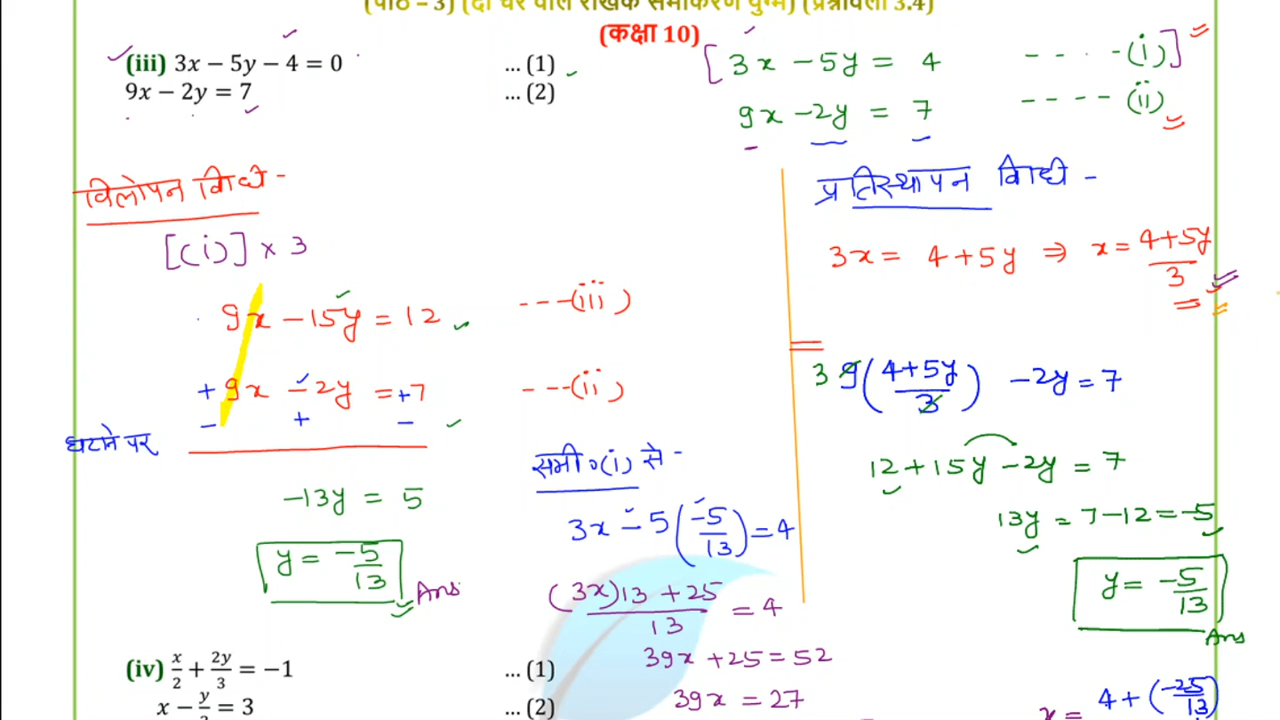 (पाठ – 3) (दो चर वाले रैखिक समीकरण युग्म) (प्रश्नावली 3.4)
(कक्षा 10)
(iii) 3x − 5y − 4 = 0 ... (1)
9x − 2y = 7 ... (2)
[3x − 5y = 4 - - - - (i)]
9x − 2y = 7 - - - - (ii)
विलोपन विधी -
[(i)] × 3
9x − 15y = 12 - - - (iii)
+9x − 2y = +7 - - - (ii)
− + −
घटाने पर
−13y = 5
y = −5/13 Ans
समी०(i) से -
3x − 5(−5/13) = 4
(3x)13 + 25 / 13 = 4
39x + 25 = 52
39x = 27
प्रतिस्थापन विधी -
3x = 4 + 5y ⇒ x = 4+5y/3
3 9(4+5y/3) − 2y = 7
12 + 15y − 2y = 7
13y = 7 − 12 = −5
y = −5/13
Ans
x = 4 + (−25/13)
(iv) x/2 + 2y/3 = −1 ... (1)
x − y/3 = 3 ... (2)